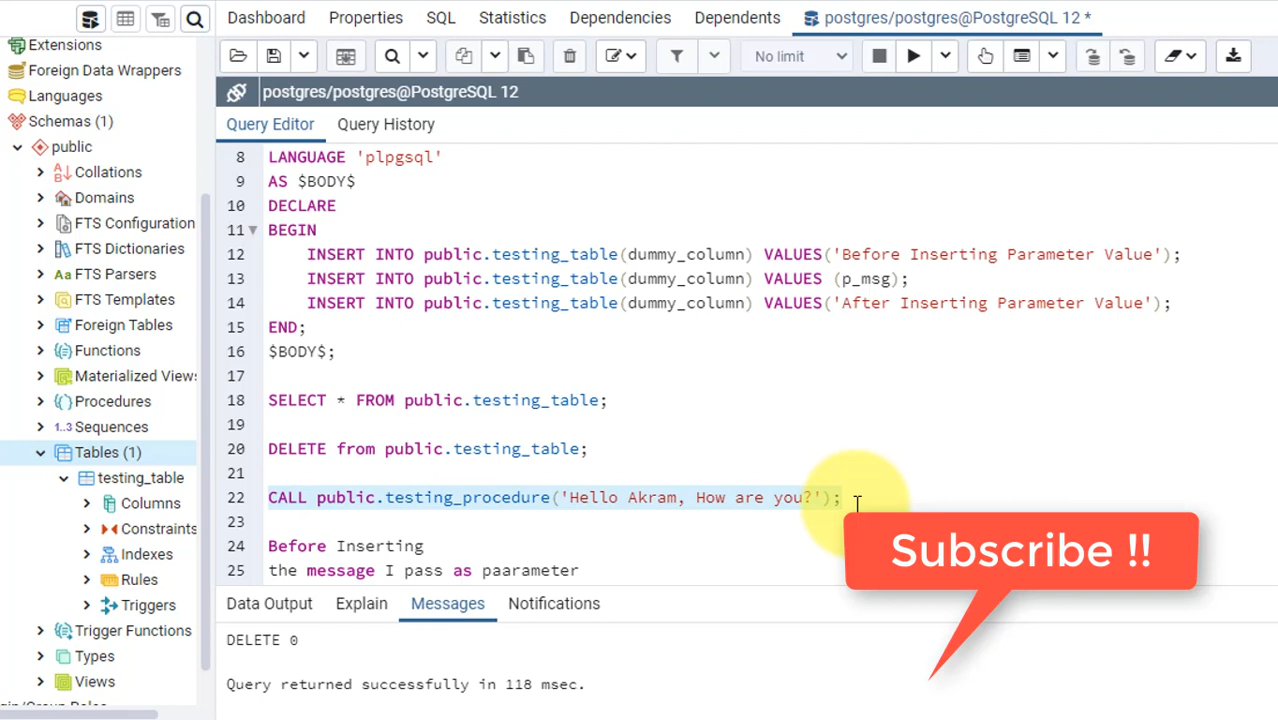 Dashboard Properties SQL Statistics Dependencies Dependents postgres/postgres@PostgreSQL 12 *
No limit
postgres/postgres@PostgreSQL 12
Query Editor Query History
Extensions
Foreign Data Wrappers
Languages
Schemas (1)
public
Collations
Domains
FTS Configuration
FTS Dictionaries
Aa FTS Parsers
FTS Templates
Foreign Tables
Functions
Materialized Views
Procedures
1..3 Sequences
Tables (1)
testing_table
Columns
Constraints
Indexes
Rules
Triggers
Trigger Functions
Types
Views
8 LANGUAGE 'plpgsql'
9 AS $BODY$
10 DECLARE
11 BEGIN
12 INSERT INTO public.testing_table(dummy_column) VALUES('Before Inserting Parameter Value');
13 INSERT INTO public.testing_table(dummy_column) VALUES (p_msg);
14 INSERT INTO public.testing_table(dummy_column) VALUES('After Inserting Parameter Value');
15 END;
16 $BODY$;
17
18 SELECT * FROM public.testing_table;
19
20 DELETE from public.testing_table;
21
22 CALL public.testing_procedure('Hello Akram, How are you?');
23
24 Before Inserting
25 the message I pass as paarameter
Subscribe !!
Data Output Explain Messages Notifications
DELETE 0
Query returned successfully in 118 msec.